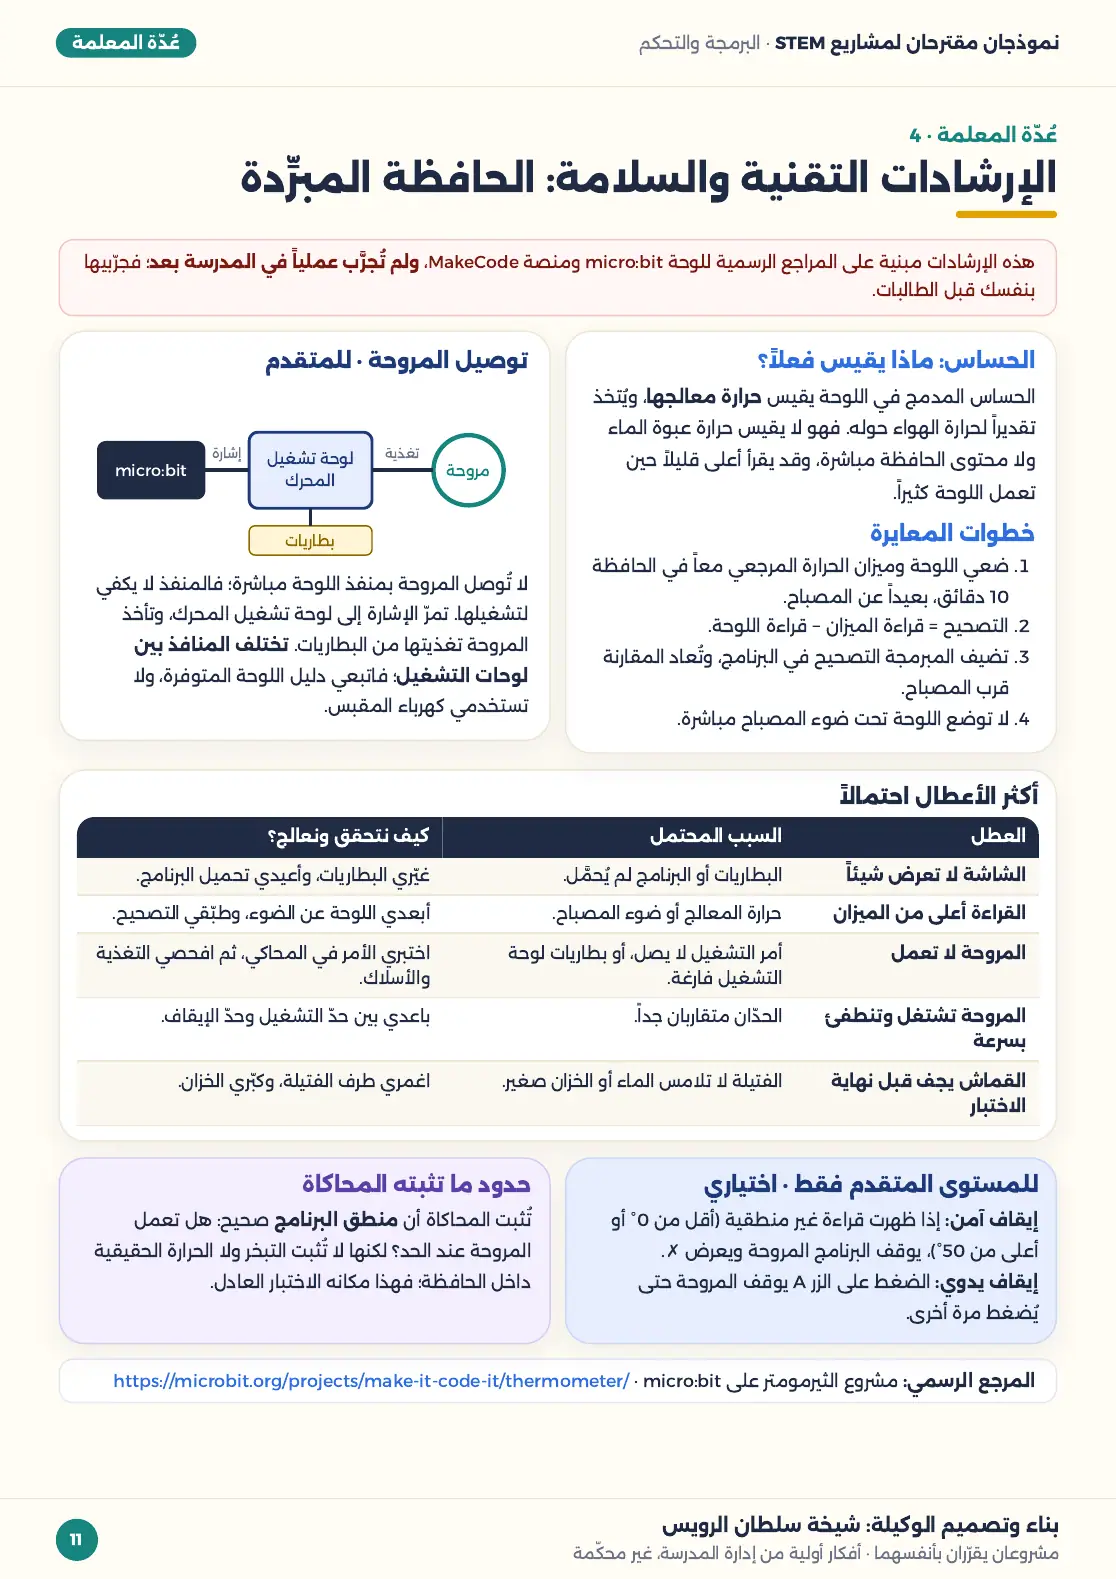 نموذجان مقترحان لمشاريع STEM · البرمجة والتحكم
عُدّة المعلمة
عُدّة المعلمة · 4
الإرشادات التقنية والسلامة: الحافظة المبرِّدة
هذه الإرشادات مبنية على المراجع الرسمية للوحة micro:bit ومنصة MakeCode، ولم تُجرَّب عملياً في المدرسة بعد؛ فجرّبيها
بنفسك قبل الطالبات.
الحساس: ماذا يقيس فعلاً؟
الحساس المدمج في اللوحة يقيس حرارة معالجها، ويُتخذ
تقديراً لحرارة الهواء حوله. فهو لا يقيس حرارة عبوة الماء
ولا محتوى الحافظة مباشرة، وقد يقرأ أعلى قليلاً حين
تعمل اللوحة كثيراً.
خطوات المعايرة
1. ضعي اللوحة وميزان الحرارة المرجعي معاً في الحافظة
10 دقائق، بعيداً عن المصباح.
2. التصحيح = قراءة الميزان − قراءة اللوحة.
3. تضيف المبرمجة التصحيح في البرنامج، وتُعاد المقارنة
قرب المصباح.
4. لا توضع اللوحة تحت ضوء المصباح مباشرة.
توصيل المروحة · للمتقدم
مروحة
تغذية
لوحة تشغيل
المحرك
إشارة
micro:bit
بطاريات
لا تُوصل المروحة بمنفذ اللوحة مباشرة؛ فالمنفذ لا يكفي
لتشغيلها. تمرّ الإشارة إلى لوحة تشغيل المحرك، وتأخذ
المروحة تغذيتها من البطاريات. تختلف المنافذ بين
لوحات التشغيل؛ فاتبعي دليل اللوحة المتوفرة، ولا
تستخدمي كهرباء المقبس.
أكثر الأعطال احتمالاً
العطل السبب المحتمل كيف نتحقق ونعالج؟
الشاشة لا تعرض شيئاً البطاريات أو البرنامج لم يُحمَّل. غيّري البطاريات، وأعيدي تحميل البرنامج.
القراءة أعلى من الميزان حرارة المعالج أو ضوء المصباح. أبعدي اللوحة عن الضوء، وطبّقي التصحيح.
المروحة لا تعمل أمر التشغيل لا يصل، أو بطاريات لوحة اختبري الأمر في المحاكي، ثم افحصي التغذية
التشغيل فارغة. والأسلاك.
المروحة تشتغل وتنطفئ الحدّان متقاربان جداً. باعدي بين حدّ التشغيل وحدّ الإيقاف.
بسرعة
القماش يجف قبل نهاية الفتيلة لا تلامس الماء أو الخزان صغير. اغمري طرف الفتيلة، وكبّري الخزان.
الاختبار
للمستوى المتقدم فقط · اختياري
إيقاف آمن: إذا ظهرت قراءة غير منطقية (أقل من 0° أو
أعلى من 50°)، يوقف البرنامج المروحة ويعرض ✗.
إيقاف يدوي: الضغط على الزر A يوقف المروحة حتى
يُضغط مرة أخرى.
حدود ما تثبته المحاكاة
تُثبت المحاكاة أن منطق البرنامج صحيح: هل تعمل
المروحة عند الحد؟ لكنها لا تُثبت التبخر ولا الحرارة الحقيقية
داخل الحافظة؛ فهذا مكانه الاختبار العادل.
المرجع الرسمي: مشروع الثيرمومتر على micro:bit · https://microbit.org/projects/make-it-code-it/thermometer/
بناء وتصميم الوكيلة: شيخة سلطان الرويس
مشروعان يقرّران بأنفسهما · أفكار أولية من إدارة المدرسة، غير محكّمة
11